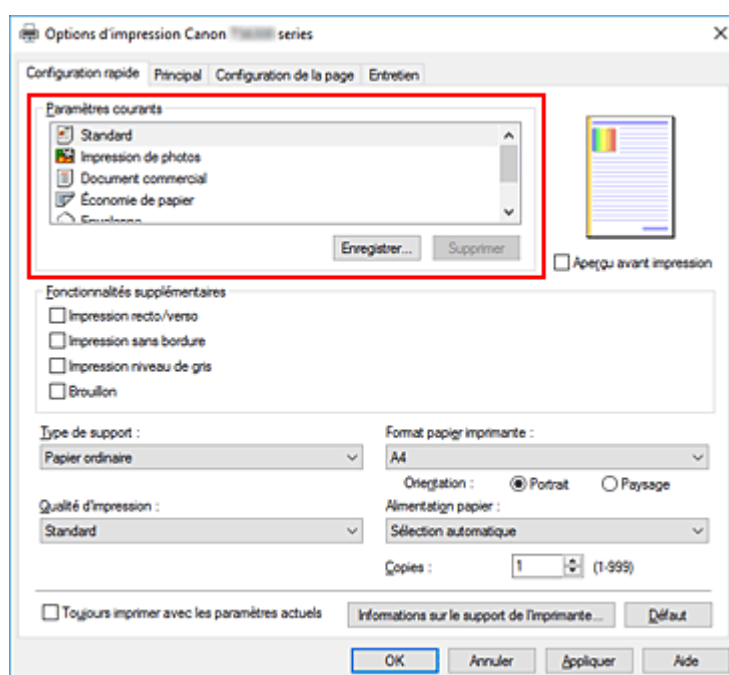 Options d'impression Canon series
Configuration rapide Principal Configuration de la page Entretien
Paramètres courants
Standard
Impression de photos
Document commercial
Économie de papier
Enregistrer... Supprimer
Aperçu avant impression
Fonctionnalités supplémentaires
Impression recto/verso
Impression sans bordure
Impression niveau de gris
Brouillon
Type de support : Format papier imprimante :
Papier ordinaire A4
Orientation : Portrait Paysage
Qualité d'impression : Alimentation papier :
Standard Sélection automatique
Copies : 1 (1-999)
Toujours imprimer avec les paramètres actuels Informations sur le support de l'imprimante... Défaut
OK Annuler Appliquer Aide